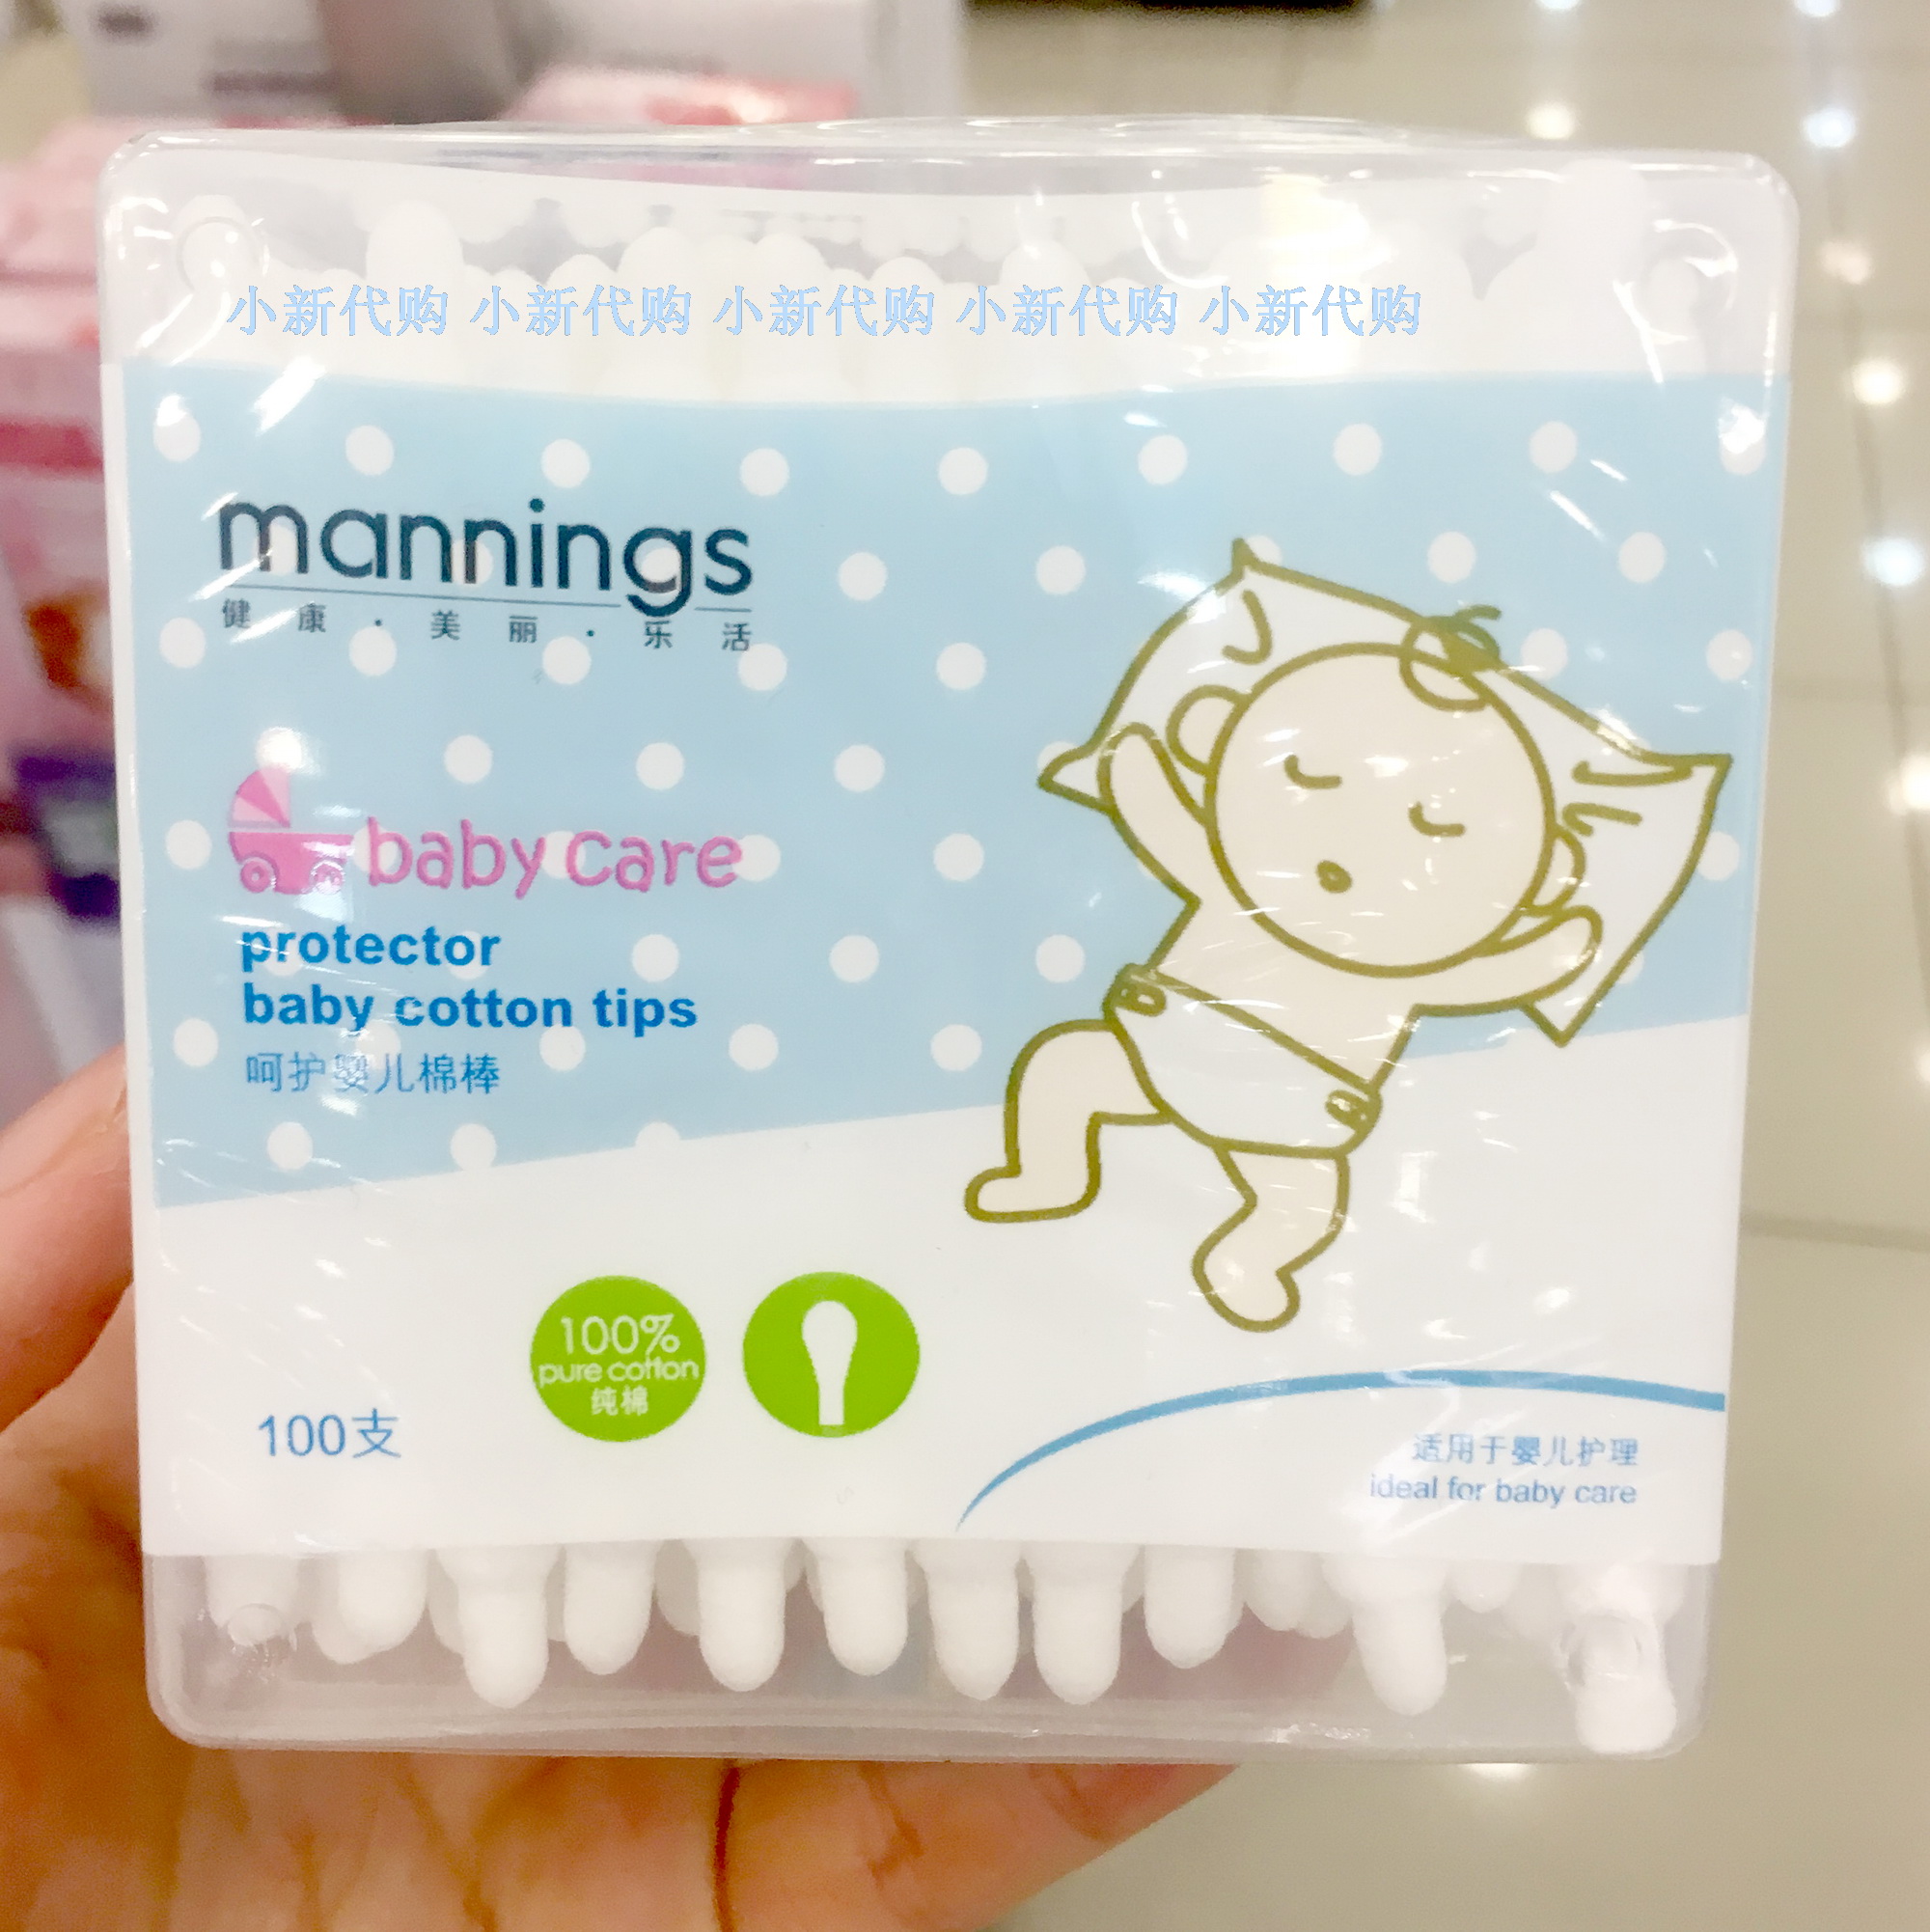 小新代购 小新代购 小新代购 小新代购 小新代购
mannings
健康·美丽·乐活
baby care
protector
baby cotton tips
呵护婴儿棉棒
100%
pure cotton
纯棉
100支
适用于婴儿护理
ideal for baby care